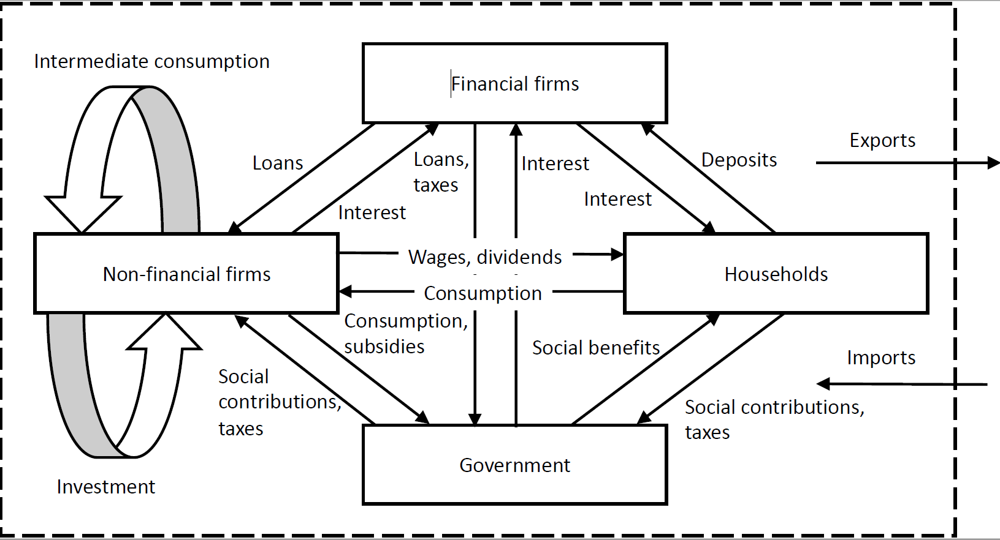 Intermediate consumption
Financial firms
Exports
Loans
Loans,
taxes
Interest
Deposits
Interest
Interest
Wages, dividends
Non-financial firms
Households
Consumption
Consumption,
subsidies
Social benefits
Imports
Social
contributions,
taxes
Social contributions,
taxes
Government
Investment